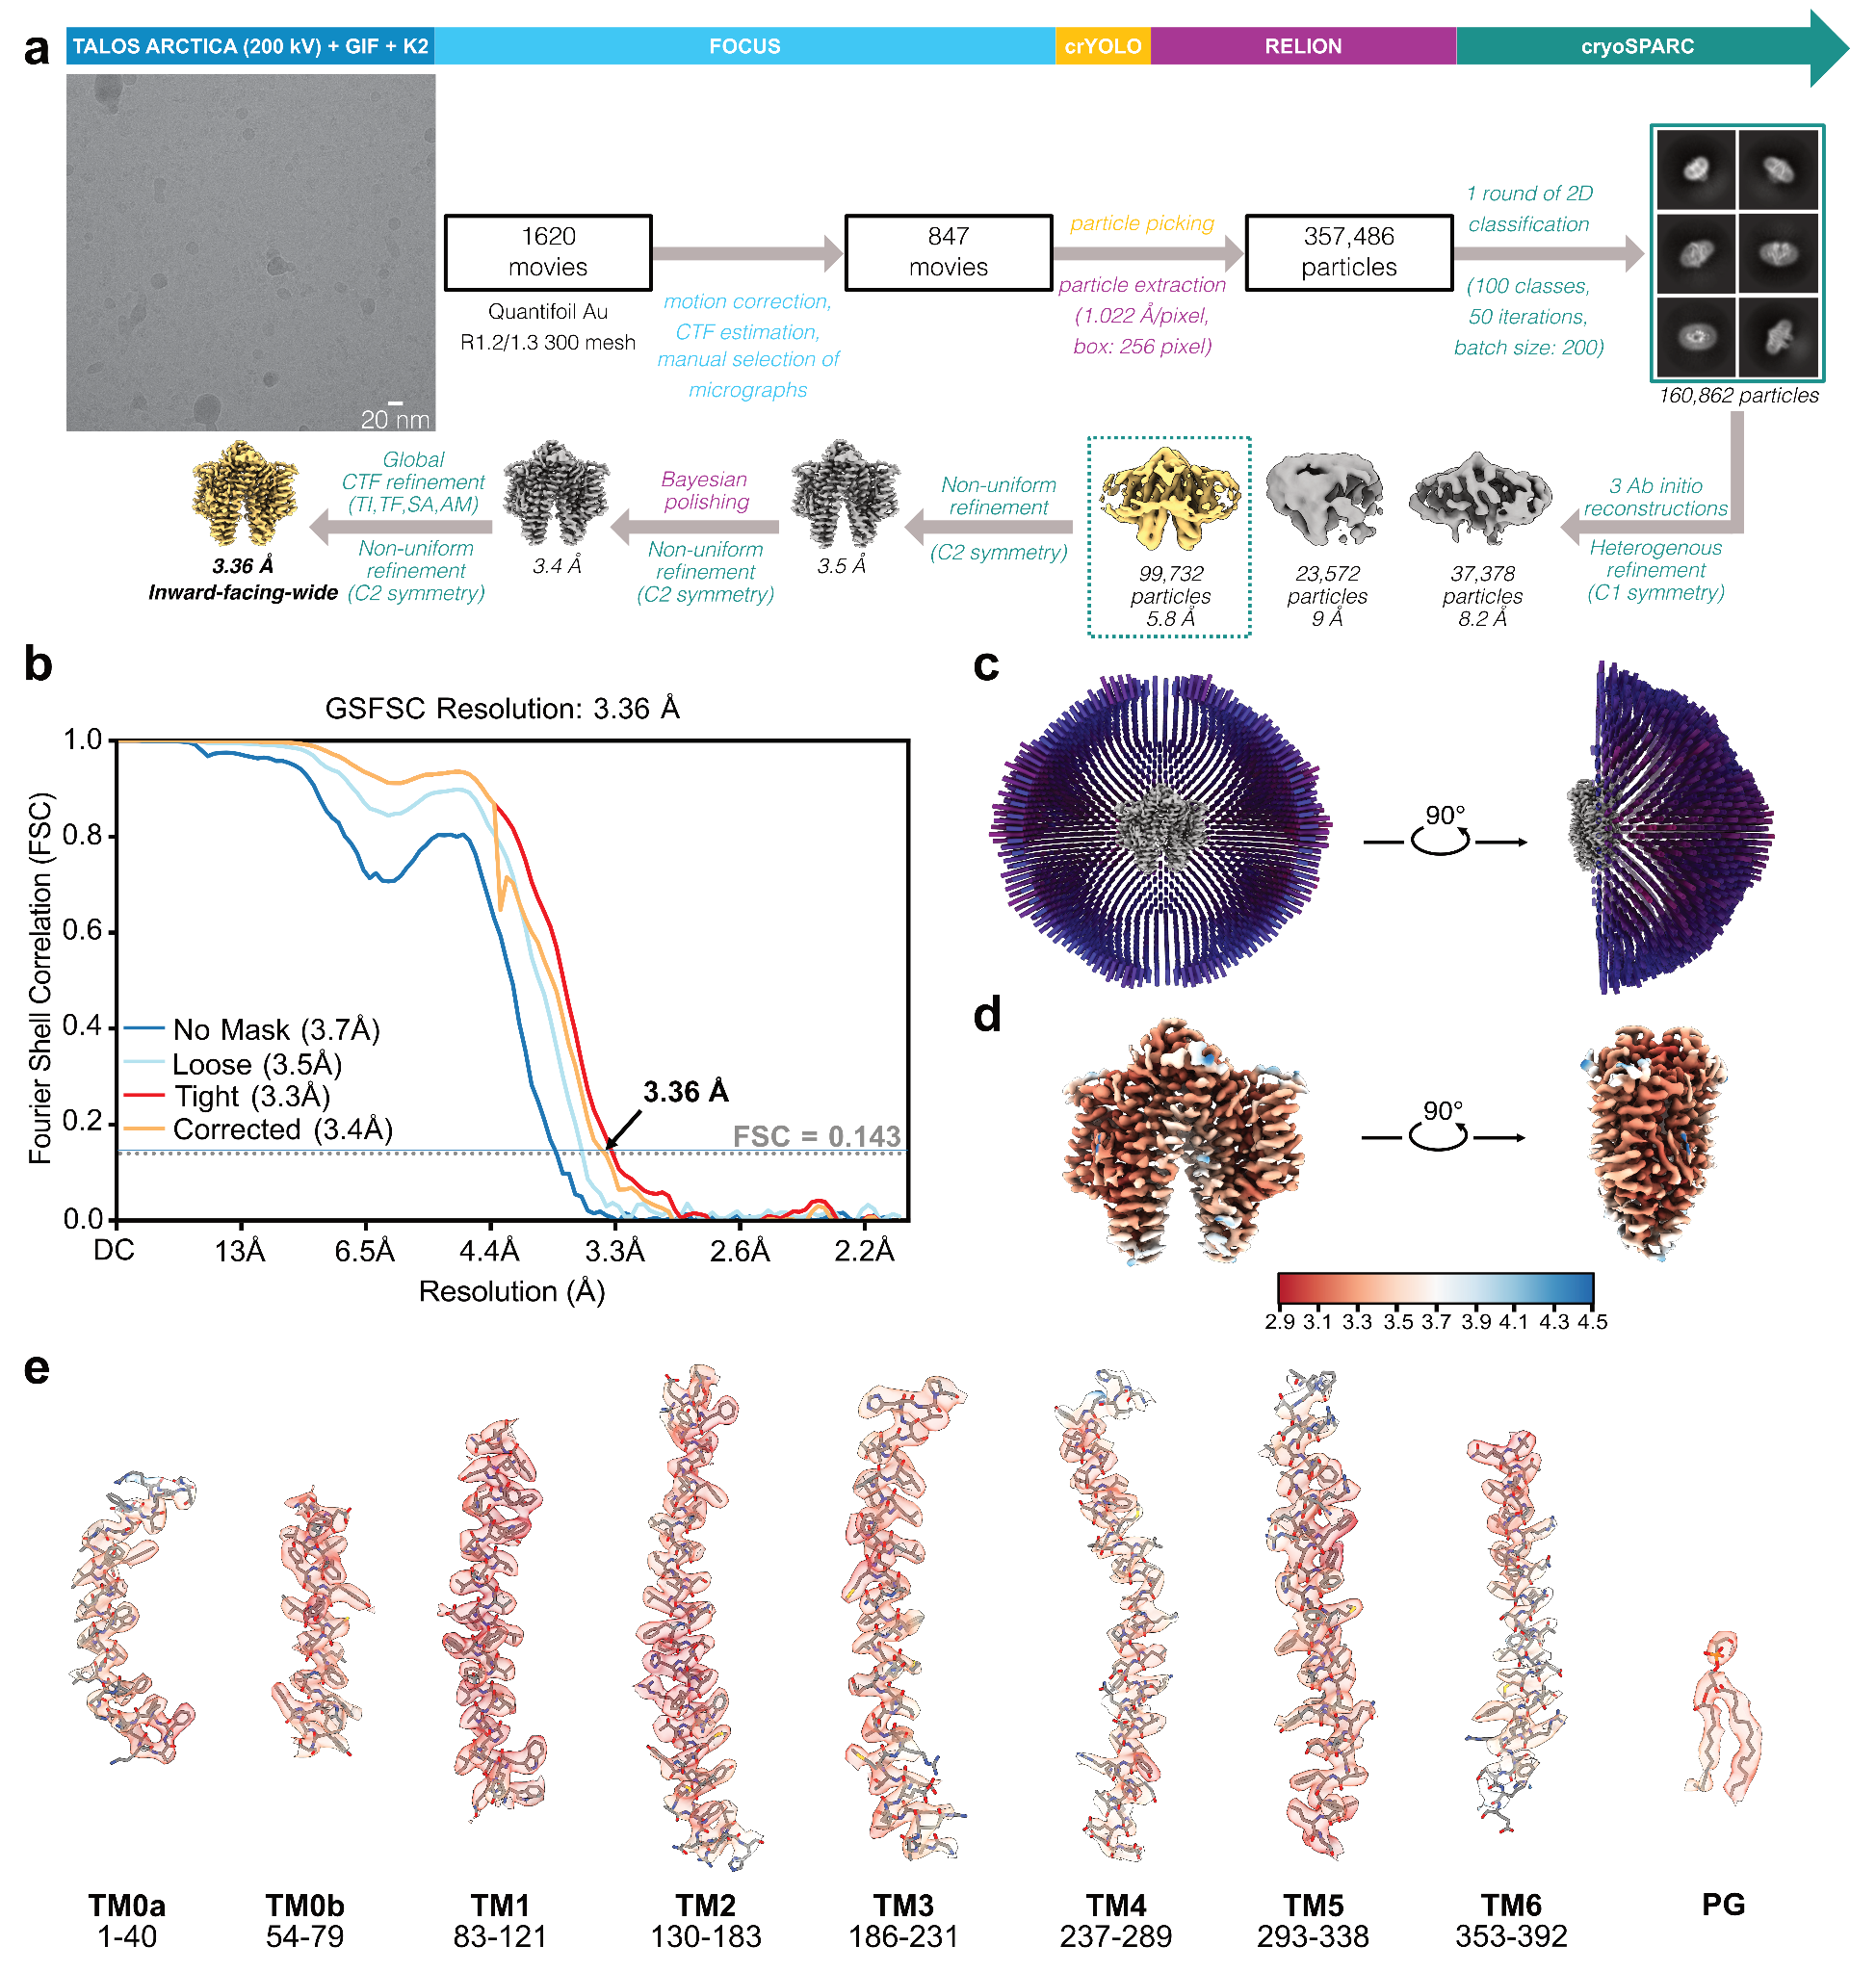 a
TALOS ARCTICA (200 kV) + GIF + K2
FOCUS
crYOLO
RELION
cryoSPARC
20 nm
1620
movies
Quantifoil Au
R1.2/1.3 300 mesh
motion correction,
CTF estimation,
manual selection of
micrographs
847
movies
particle picking
particle extraction
(1.022 Å/pixel,
box: 256 pixel)
357,486
particles
1 round of 2D
classification
(100 classes,
50 iterations,
batch size: 200)
160,862 particles
3 Ab initio
reconstructions
Heterogenous
refinement
(C1 symmetry)
37,378
particles
8.2 Å
23,572
particles
9 Å
99,732
particles
5.8 Å
Non-uniform
refinement
(C2 symmetry)
3.5 Å
Bayesian
polishing
Non-uniform
refinement
(C2 symmetry)
3.4 Å
Global
CTF refinement
(TI,TF,SA,AM)
Non-uniform
refinement
(C2 symmetry)
3.36 Å
Inward-facing-wide
b
GSFSC Resolution: 3.36 Å
Fourier Shell Correlation (FSC)
1.0
0.8
0.6
0.4
0.2
0.0
No Mask (3.7Å)
Loose (3.5Å)
Tight (3.3Å)
Corrected (3.4Å)
3.36 Å
FSC = 0.143
DC
13Å
6.5Å
4.4Å
3.3Å
2.6Å
2.2Å
Resolution (Å)
c
90°
d
90°
2.9 3.1 3.3 3.5 3.7 3.9 4.1 4.3 4.5
e
TM0a
1-40
TM0b
54-79
TM1
83-121
TM2
130-183
TM3
186-231
TM4
237-289
TM5
293-338
TM6
353-392
PG